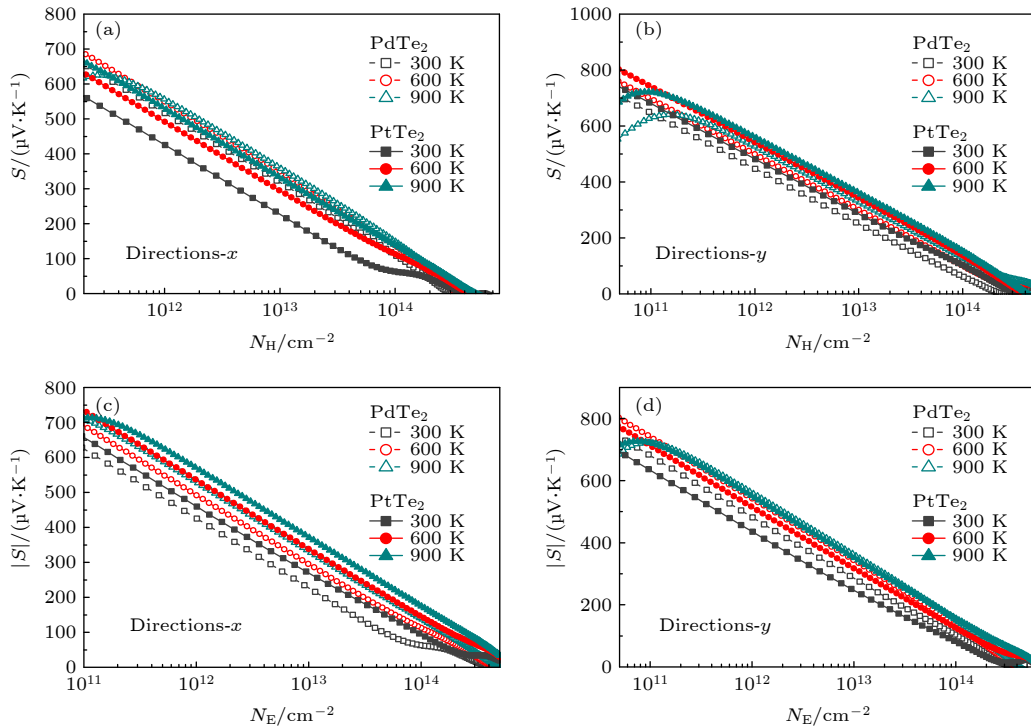 (a)
PdTe₂
300 K
600 K
900 K
PtTe₂
300 K
600 K
900 K
Directions-x
S/(μV·K⁻¹)
800
700
600
500
400
300
200
100
0
10¹²
10¹³
10¹⁴
N_H/cm⁻²
(b)
PdTe₂
300 K
600 K
900 K
PtTe₂
300 K
600 K
900 K
Directions-y
S/(μV·K⁻¹)
1000
800
600
400
200
0
10¹¹
10¹²
10¹³
10¹⁴
N_H/cm⁻²
(c)
PdTe₂
300 K
600 K
900 K
PtTe₂
300 K
600 K
900 K
Directions-x
|S|/(μV·K⁻¹)
800
700
600
500
400
300
200
100
0
10¹¹
10¹²
10¹³
10¹⁴
N_E/cm⁻²
(d)
PdTe₂
300 K
600 K
900 K
PtTe₂
300 K
600 K
900 K
Directions-y
|S|/(μV·K⁻¹)
800
600
400
200
0
10¹¹
10¹²
10¹³
10¹⁴
N_E/cm⁻²